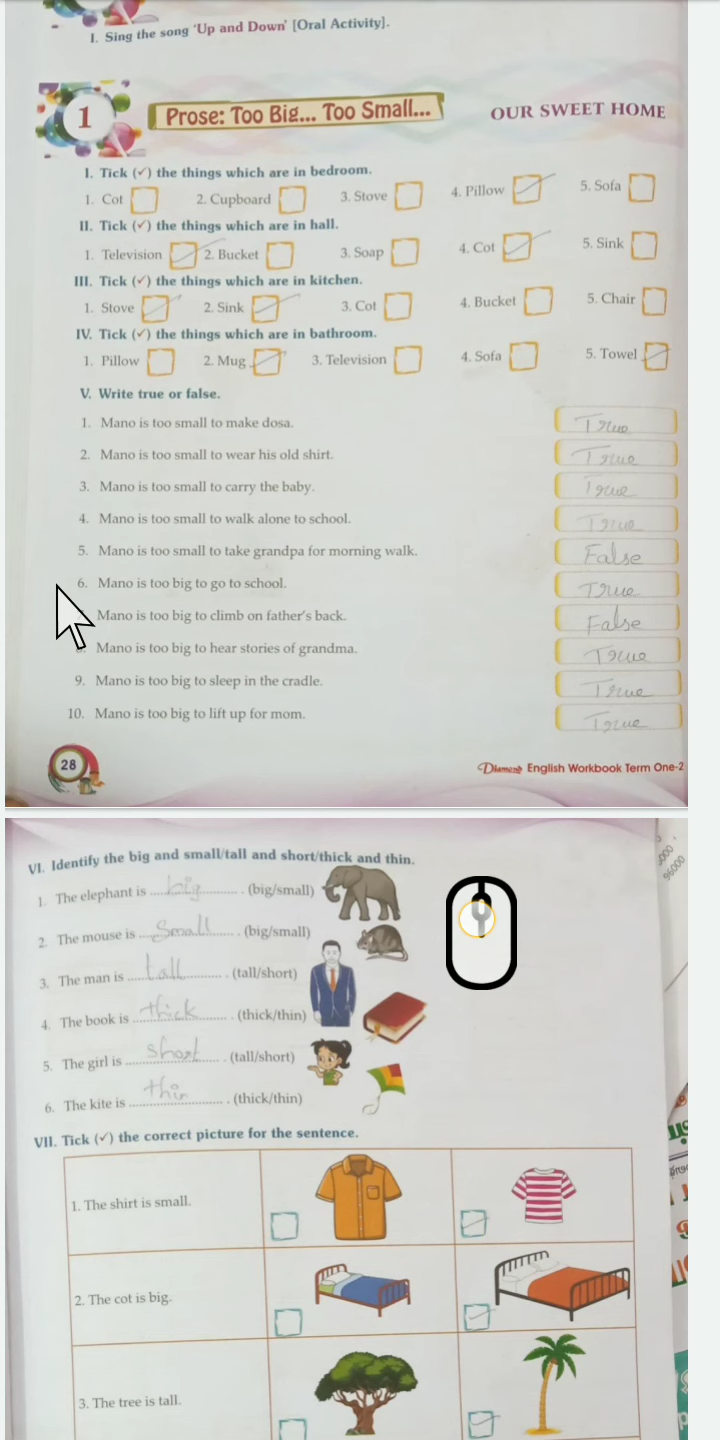 I. Sing the song 'Up and Down' [Oral Activity].
1
Prose: Too Big... Too Small...
OUR SWEET HOME
I. Tick (✓) the things which are in bedroom.
1. Cot 2. Cupboard 3. Stove 4. Pillow 5. Sofa
II. Tick (✓) the things which are in hall.
1. Television 2. Bucket 3. Soap 4. Cot 5. Sink
III. Tick (✓) the things which are in kitchen.
1. Stove 2. Sink 3. Cot 4. Bucket 5. Chair
IV. Tick (✓) the things which are in bathroom.
1. Pillow 2. Mug 3. Television 4. Sofa 5. Towel
V. Write true or false.
1. Mano is too small to make dosa. True
2. Mano is too small to wear his old shirt. True
3. Mano is too small to carry the baby. True
4. Mano is too small to walk alone to school. True
5. Mano is too small to take grandpa for morning walk. False
6. Mano is too big to go to school. True
Mano is too big to climb on father's back. False
8. Mano is too big to hear stories of grandma. True
9. Mano is too big to sleep in the cradle. True
10. Mano is too big to lift up for mom. True
28
Diamond English Workbook Term One-2
VI. Identify the big and small/tall and short/thick and thin.
1. The elephant is big. (big/small)
2. The mouse is small. (big/small)
3. The man is tall. (tall/short)
4. The book is thick. (thick/thin)
5. The girl is short. (tall/short)
6. The kite is thin. (thick/thin)
VII. Tick (✓) the correct picture for the sentence.
1. The shirt is small.
2. The cot is big.
3. The tree is tall.
96000